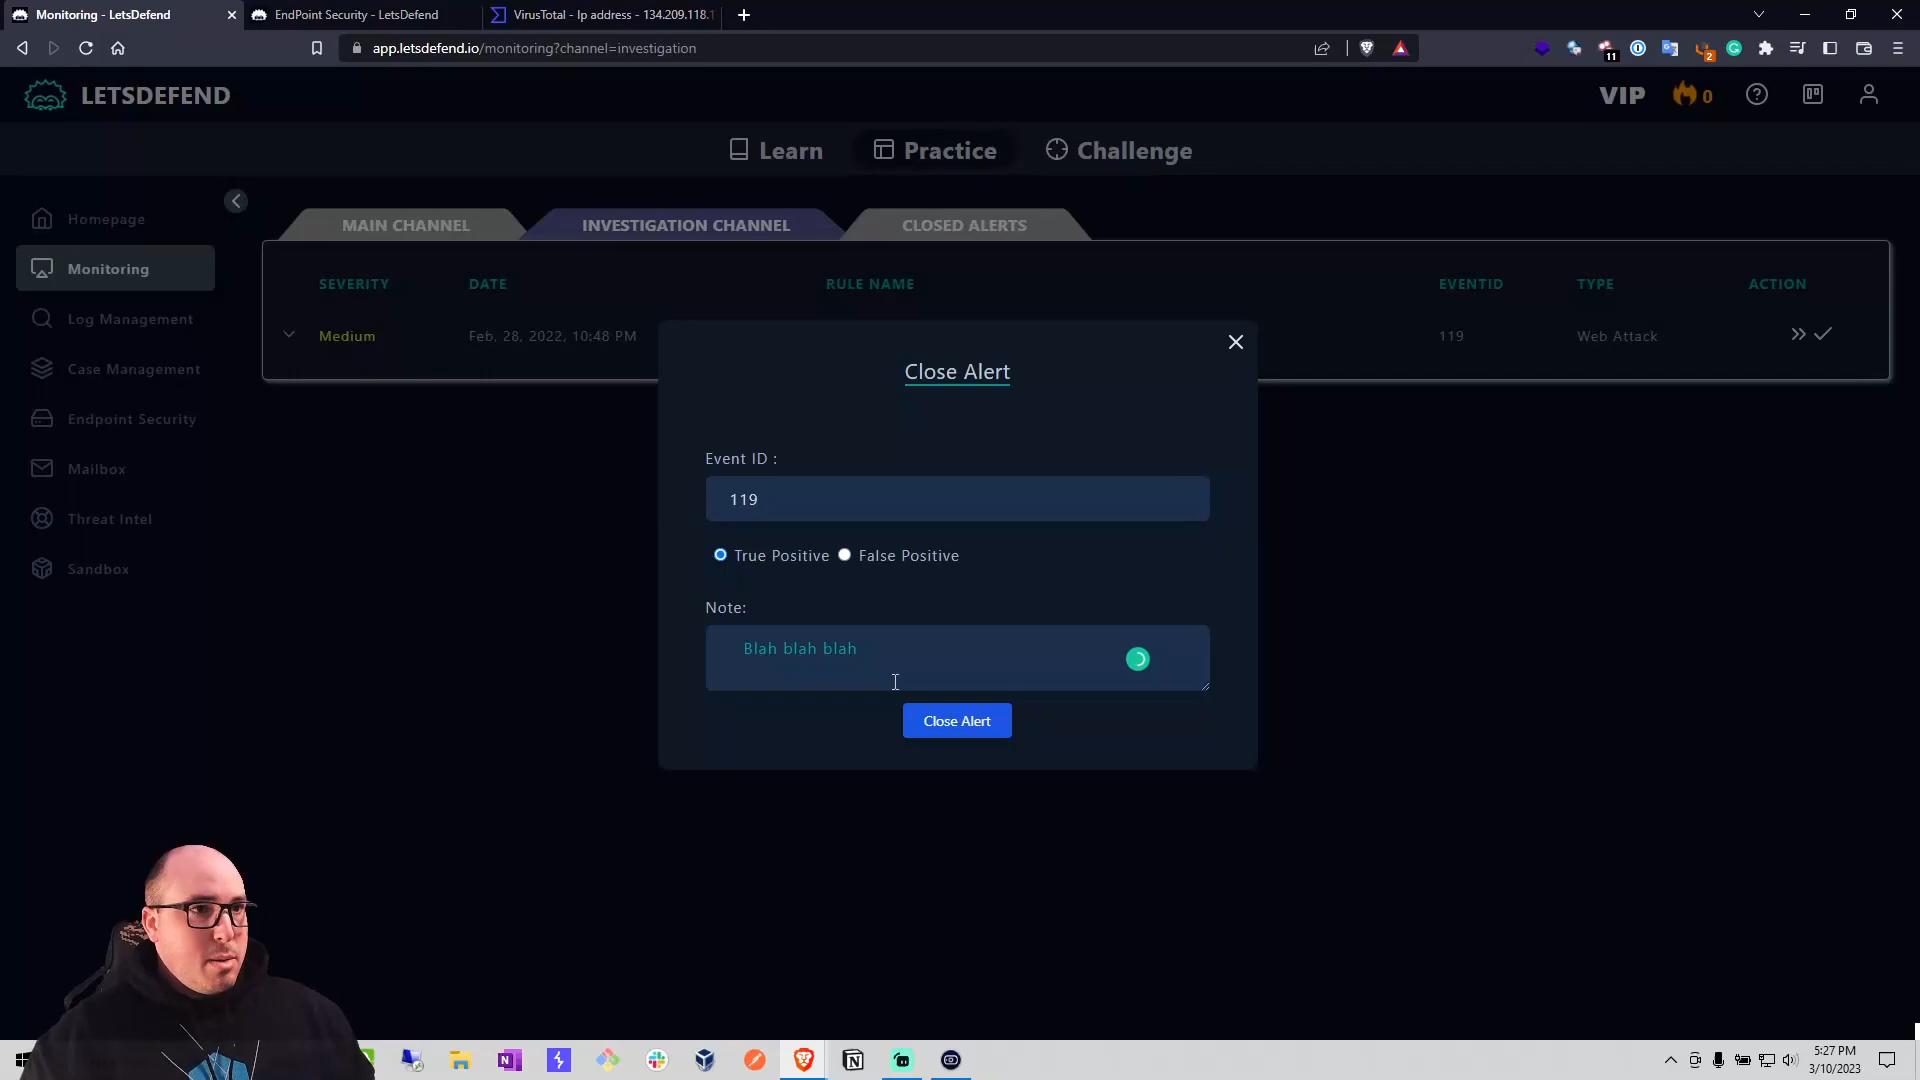 Monitoring - LetsDefend
EndPoint Security - LetsDefend
VirusTotal - Ip address - 134.209.118.1
app.letsdefend.io/monitoring?channel=investigation
11
2
LETSDEFEND
VIP
0
Learn
Practice
Challenge
Homepage
Monitoring
Log Management
Case Management
Endpoint Security
Mailbox
Threat Intel
Sandbox
MAIN CHANNEL
INVESTIGATION CHANNEL
CLOSED ALERTS
SEVERITY DATE RULE NAME EVENTID TYPE ACTION
Medium Feb. 28, 2022, 10:48 PM 119 Web Attack
Close Alert
Event ID :
119
True Positive False Positive
Note:
Blah blah blah
Close Alert
5:27 PM
3/10/2023